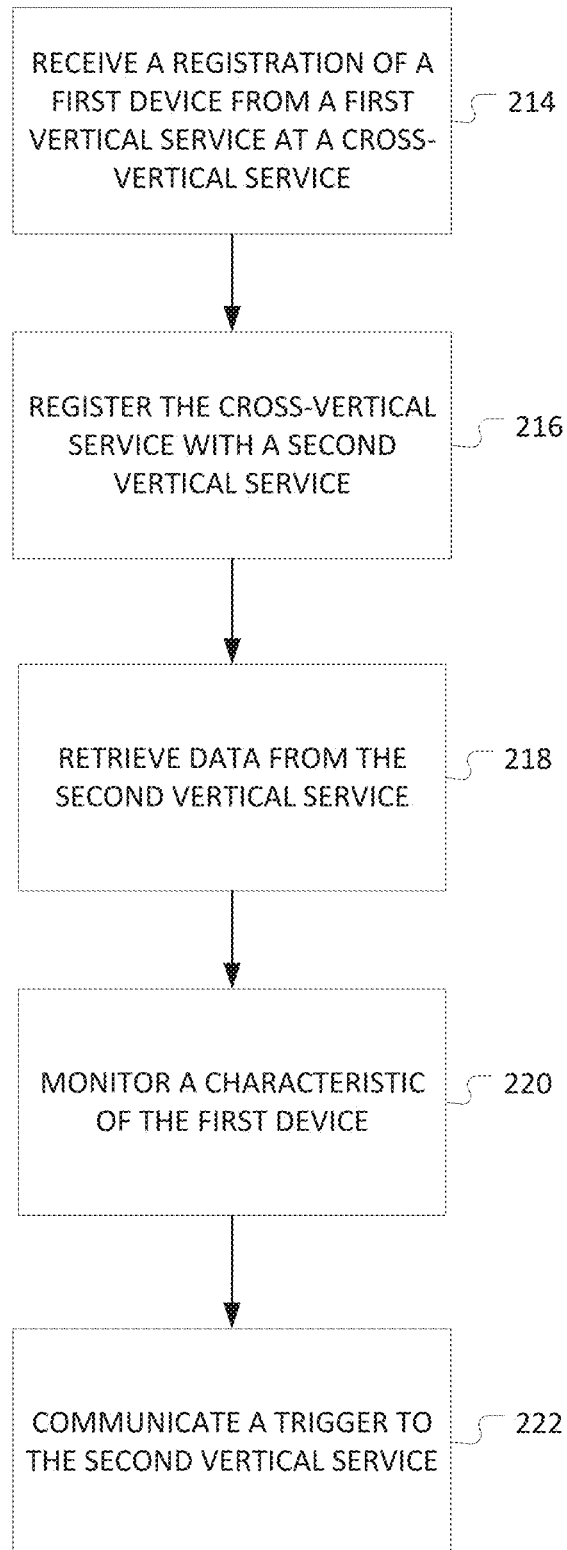 RECEIVE A REGISTRATION OF A
FIRST DEVICE FROM A FIRST
VERTICAL SERVICE AT A CROSS-
VERTICAL SERVICE
214
REGISTER THE CROSS-VERTICAL
SERVICE WITH A SECOND
VERTICAL SERVICE
216
RETRIEVE DATA FROM THE
SECOND VERTICAL SERVICE
218
MONITOR A CHARACTERISTIC
OF THE FIRST DEVICE
220
COMMUNICATE A TRIGGER TO
THE SECOND VERTICAL SERVICE
222